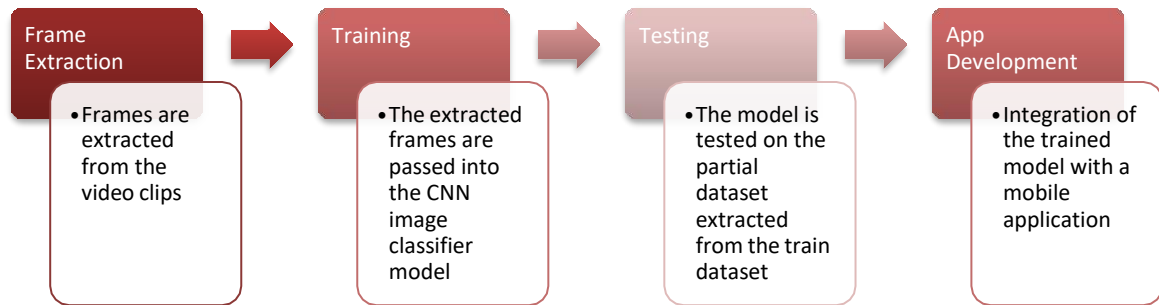 Frame
Extraction
•Frames are
extracted
from the
video clips
Training
•The extracted
frames are
passed into
the CNN
image
classifier
model
Testing
•The model is
tested on the
partial
dataset
extracted
from the train
dataset
App
Development
•Integration of
the trained
model with a
mobile
application